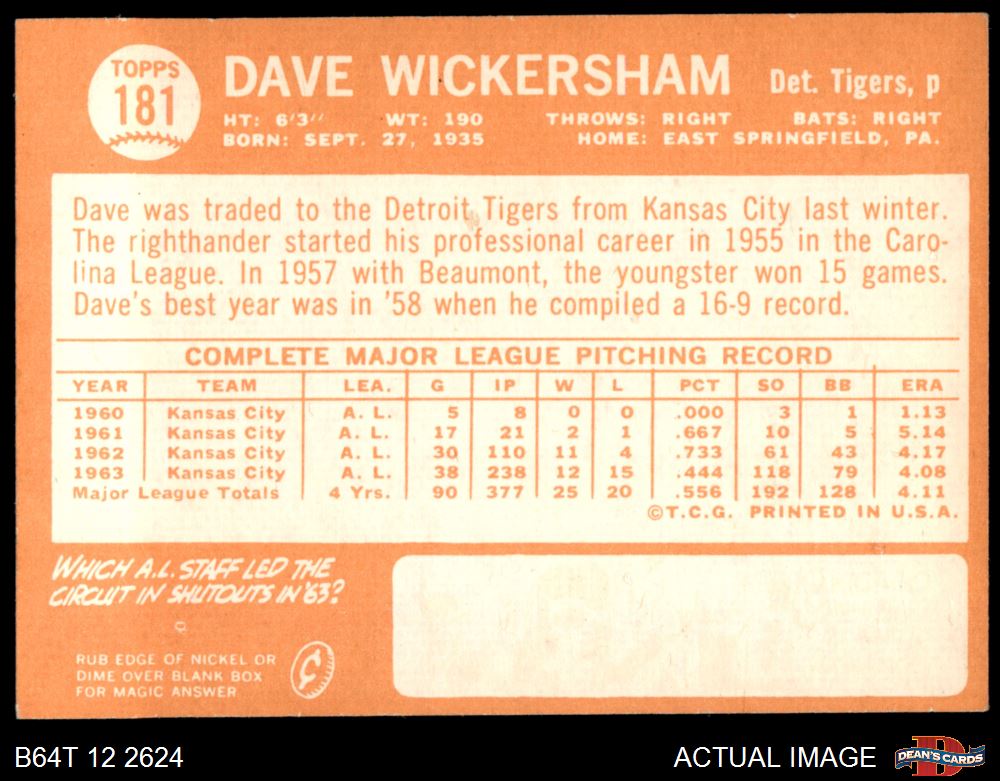 TOPPS
181
DAVE WICKERSHAM Det. Tigers, p
HT: 6'3" WT: 190 THROWS: RIGHT BATS: RIGHT
BORN: SEPT. 27, 1935 HOME: EAST SPRINGFIELD, PA.
Dave was traded to the Detroit Tigers from Kansas City last winter.
The righthander started his professional career in 1955 in the Caro-
lina League. In 1957 with Beaumont, the youngster won 15 games.
Dave's best year was in '58 when he compiled a 16-9 record.
COMPLETE MAJOR LEAGUE PITCHING RECORD
YEAR TEAM LEA. G IP W L PCT SO BB ERA
1960 Kansas City A. L. 5 8 0 0 .000 3 1 1.13
1961 Kansas City A. L. 17 21 2 1 .667 10 5 5.14
1962 Kansas City A. L. 30 110 11 4 .733 61 43 4.17
1963 Kansas City A. L. 38 238 12 15 .444 118 79 4.08
Major League Totals 4 Yrs. 90 377 25 20 .556 192 128 4.11
©T.C.G. PRINTED IN U.S.A.
WHICH A.L. STAFF LED THE
CIRCUIT IN SHUTOUTS IN '63?
RUB EDGE OF NICKEL OR
DIME OVER BLANK BOX
FOR MAGIC ANSWER
¢
B64T 12 2624 ACTUAL IMAGE D DEAN'S CARDS